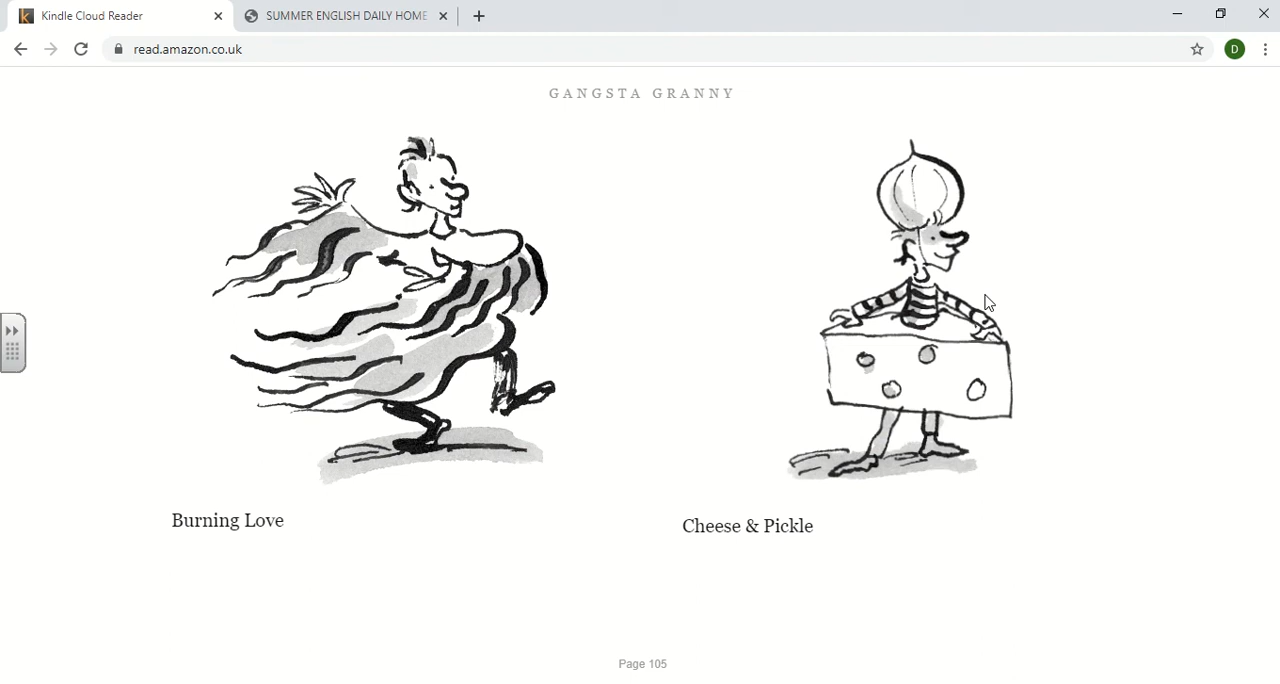 Kindle Cloud Reader
SUMMER ENGLISH DAILY HOME
read.amazon.co.uk
D
GANGSTA GRANNY
Burning Love
Cheese & Pickle
Page 105